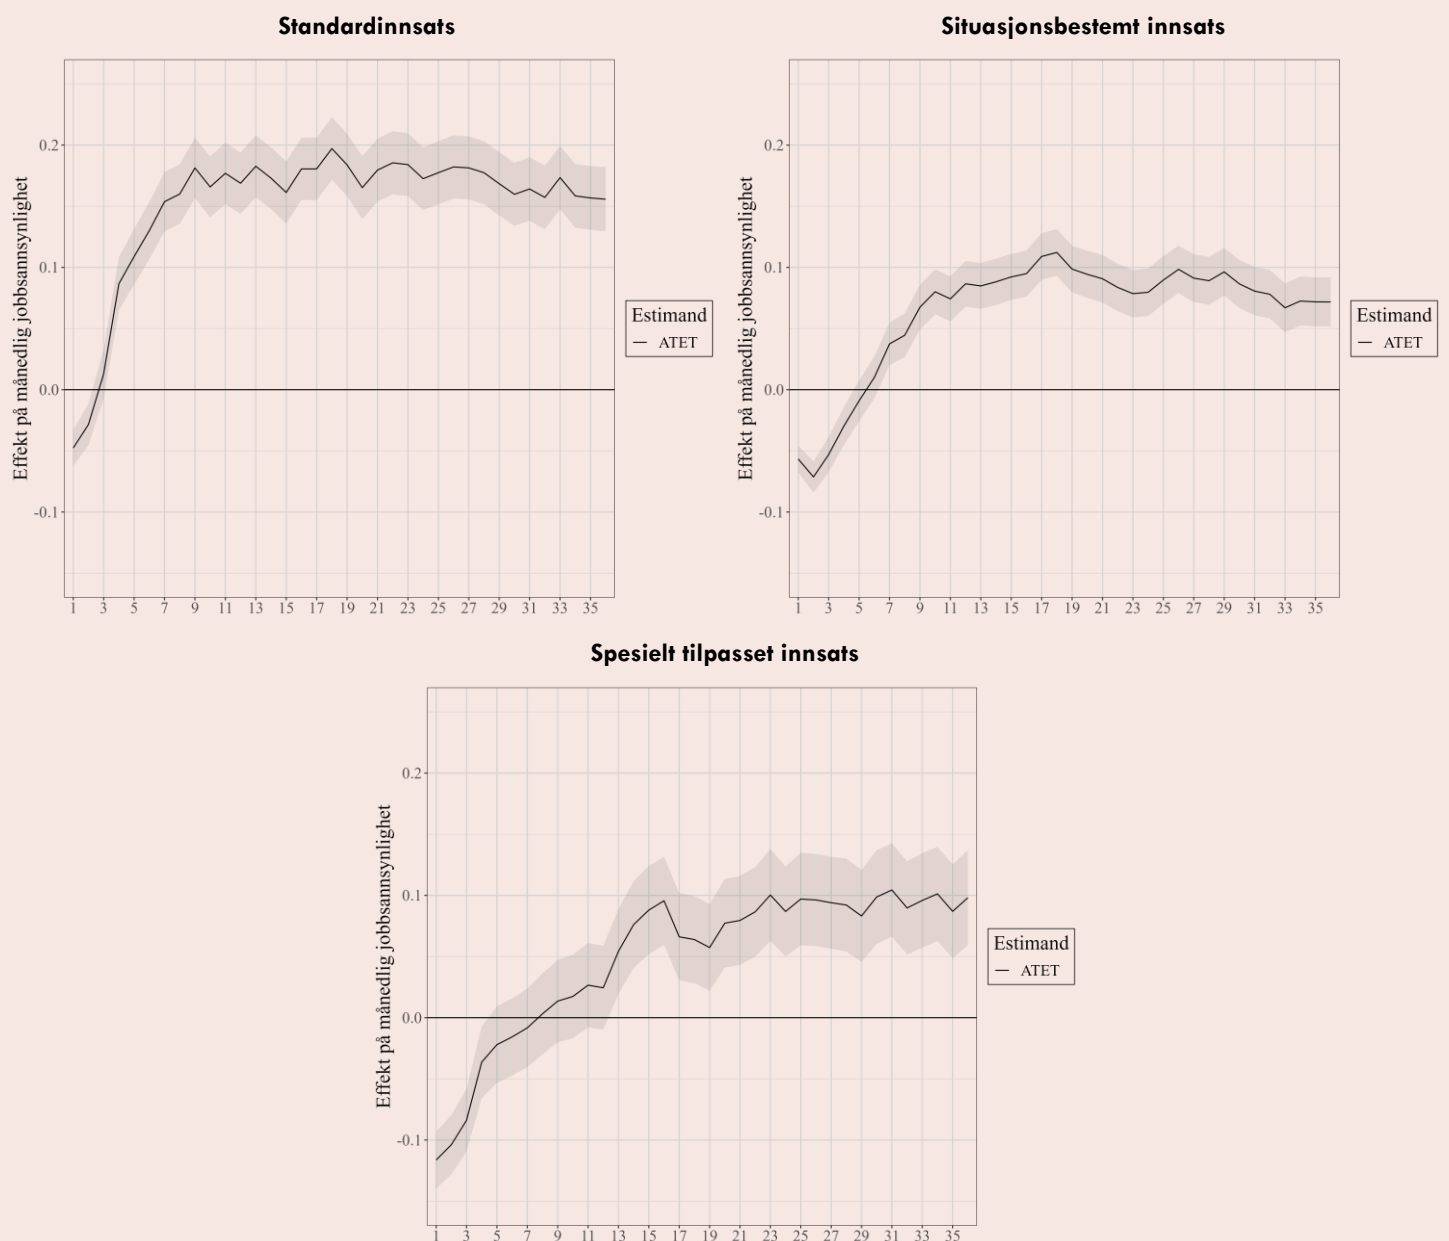 Standardinnsats
Effekt på månedlig jobbsannsynlighet
0.2
0.1
0.0
-0.1
1 3 5 7 9 11 13 15 17 19 21 23 25 27 29 31 33 35
Estimand
ATET
Situasjonsbestemt innsats
Effekt på månedlig jobbsannsynlighet
0.2
0.1
0.0
-0.1
1 3 5 7 9 11 13 15 17 19 21 23 25 27 29 31 33 35
Estimand
ATET
Spesielt tilpasset innsats
Effekt på månedlig jobbsannsynlighet
0.2
0.1
0.0
-0.1
1 3 5 7 9 11 13 15 17 19 21 23 25 27 29 31 33 35
Estimand
ATET